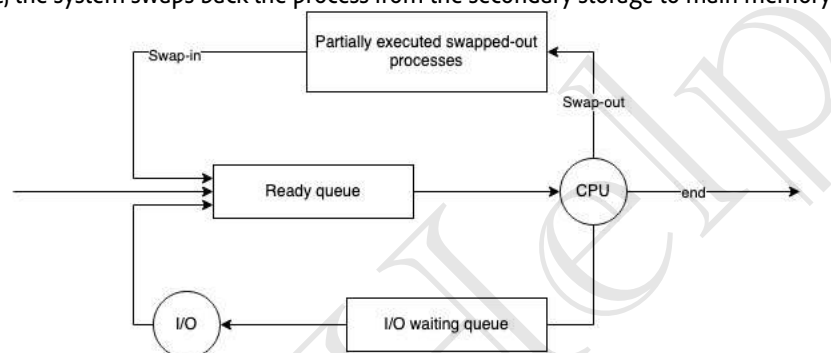 the system swaps back the process from the secondary storage to main memory
Partially executed swapped-out
processes
Swap-in
Swap-out
Ready queue
CPU
end
I/O
I/O waiting queue
Help